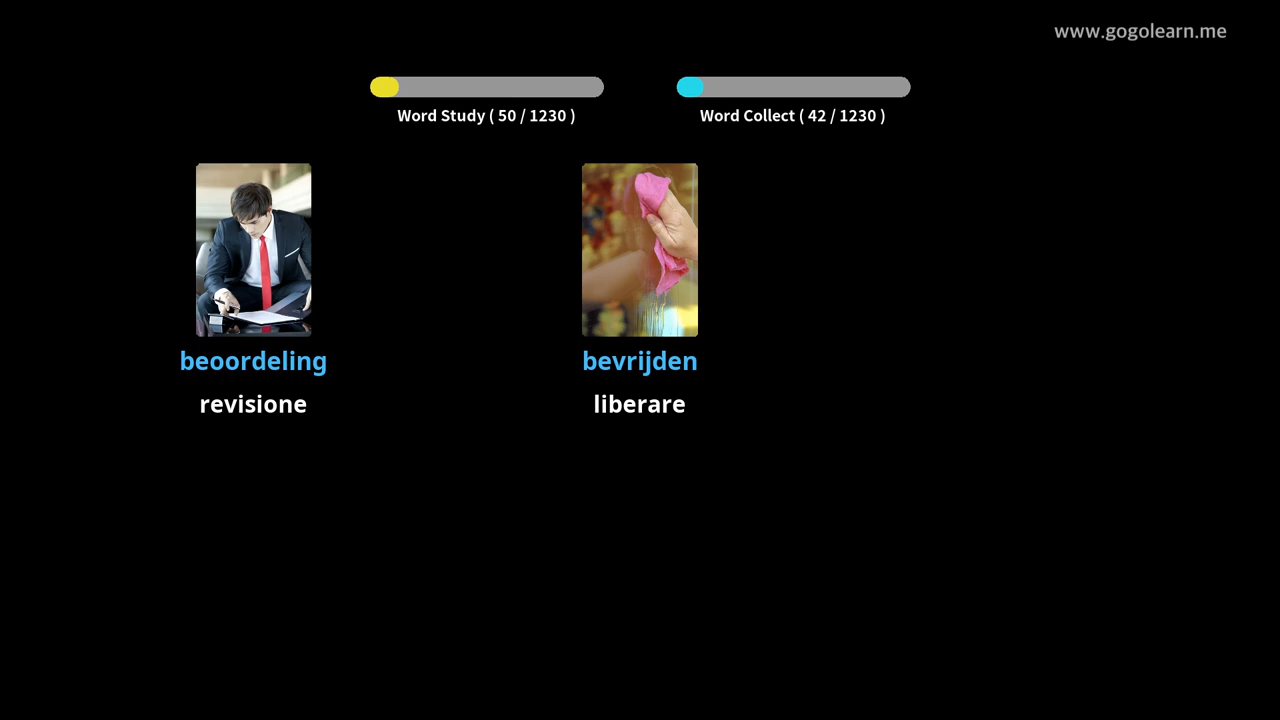 www.gogolearn.me
Word Study ( 50 / 1230 )
Word Collect ( 42 / 1230 )
beoordeling
bevrijden
revisione
liberare